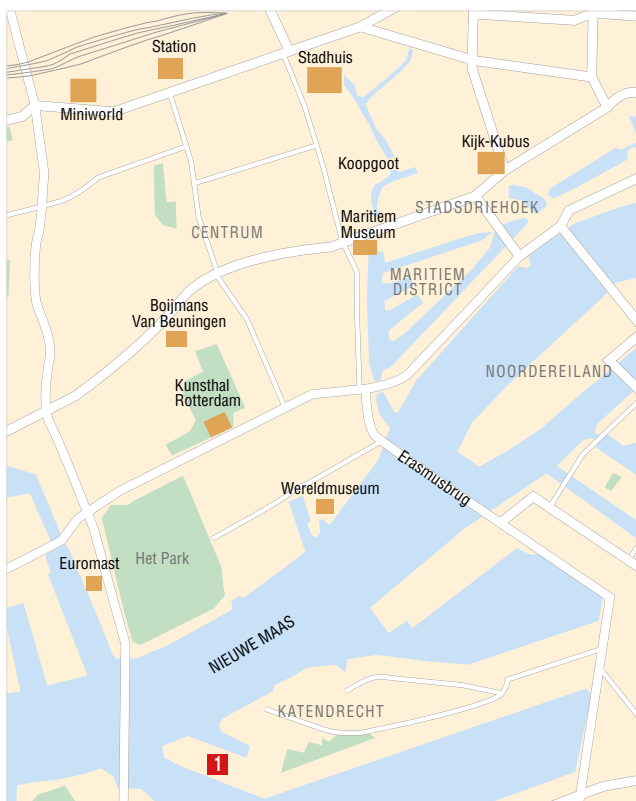 Station
Stadhuis
Miniworld
Kijk-Kubus
Koopgoot
STADSDRIEHOEK
Maritiem
Museum
CENTRUM
MARITIEM
DISTRICT
Boijmans
Van Beuningen
NOORDEREILAND
Kunsthal
Rotterdam
Erasmusbrug
Wereldmuseum
Het Park
Euromast
NIEUWE MAAS
KATENDRECHT
1